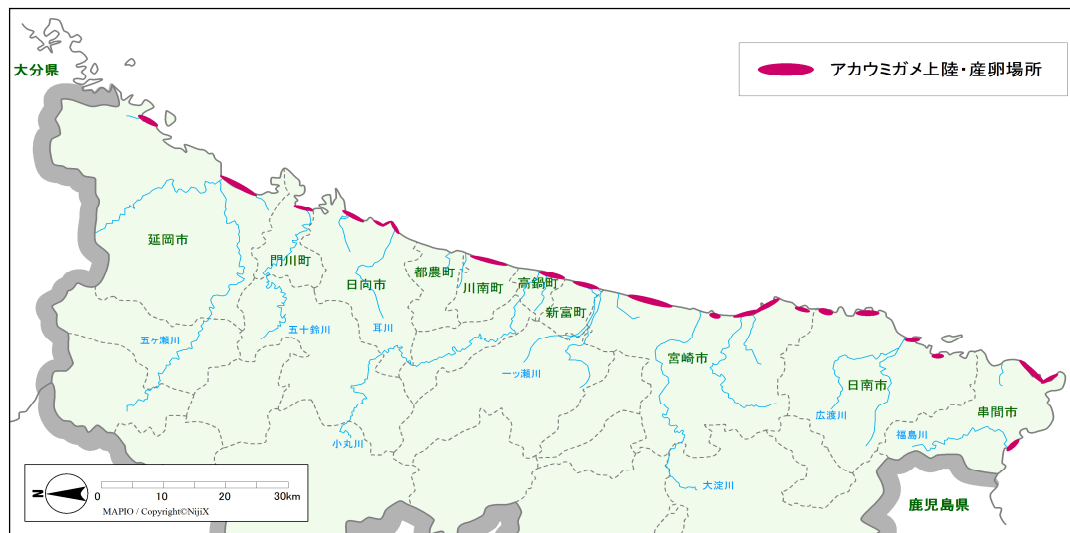 大分県
アカウミガメ上陸・産卵場所
延岡市
門川町
日向市
都農町
川南町
高鍋町
新富町
五十鈴川
耳川
五ヶ瀬川
一ッ瀬川
宮崎市
日南市
広渡川
串間市
福島川
小丸川
大淀川
鹿児島県
N
0 10 20 30km
MAPIO / Copyright©NijiX